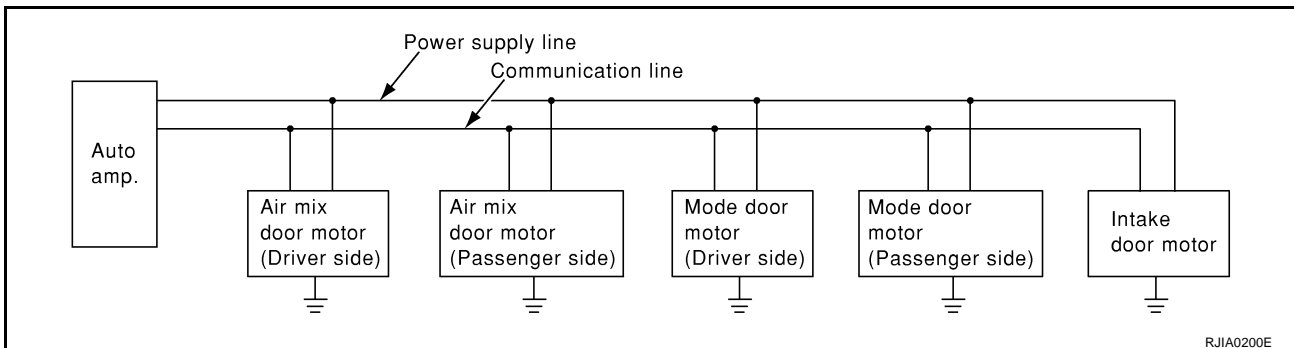 Power supply line
Communication line
Auto
amp.
Air mix
door motor
(Driver side)
Air mix
door motor
(Passenger side)
Mode door
motor
(Driver side)
Mode door
motor
(Passenger side)
Intake
door motor
RJIA0200E